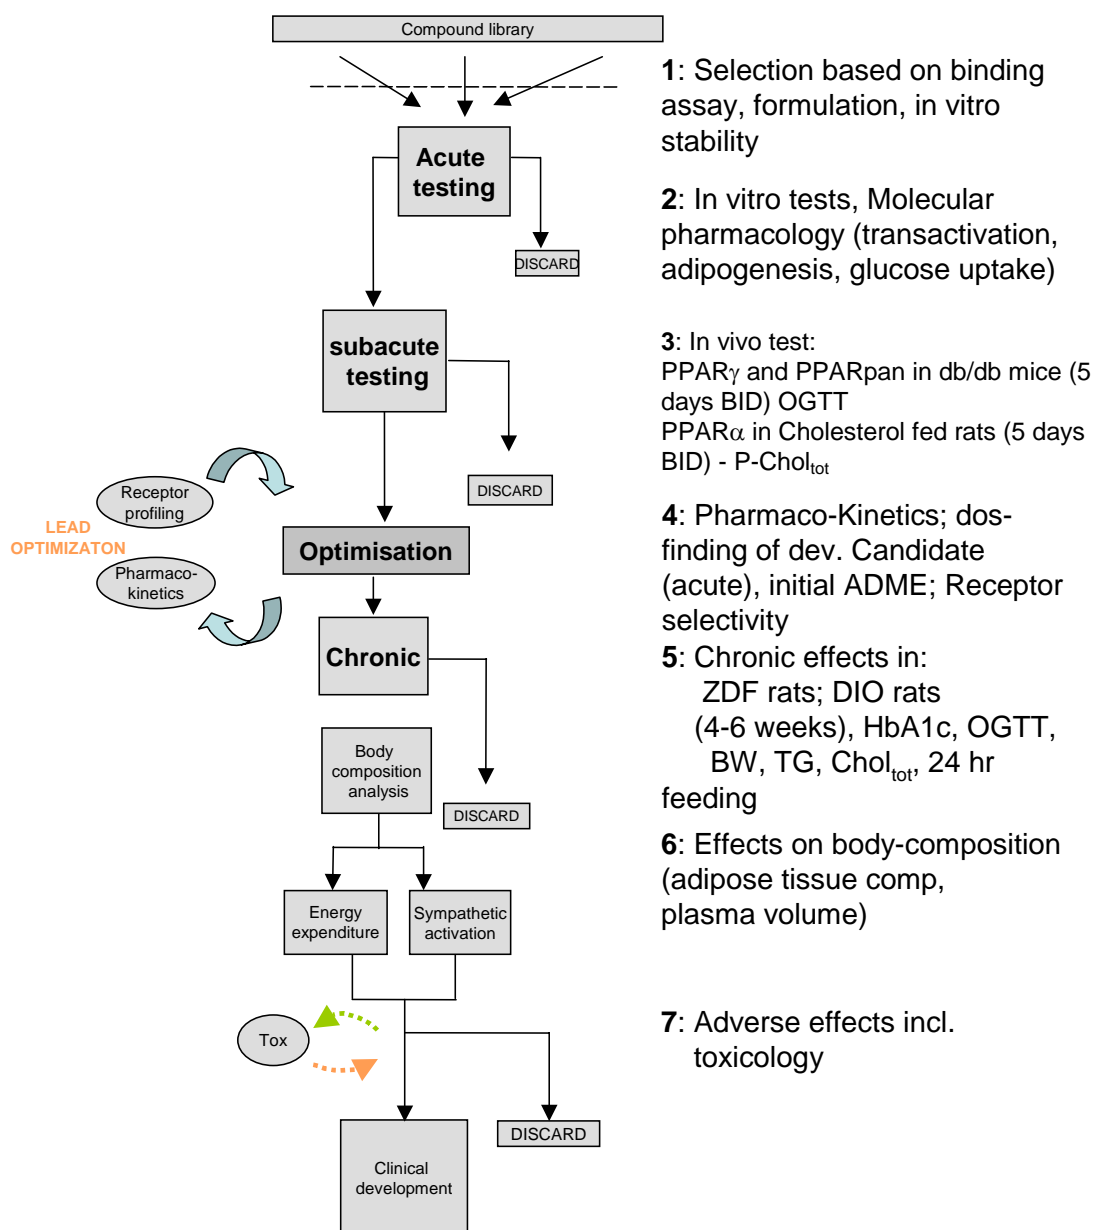 Compound library
1: Selection based on binding
assay, formulation, in vitro
stability
Acute
testing
DISCARD
2: In vitro tests, Molecular
pharmacology (transactivation,
adipogenesis, glucose uptake)
subacute
testing
DISCARD
3: In vivo test:
PPARγ and PPARpan in db/db mice (5
days BID) OGTT
PPARα in Cholesterol fed rats (5 days
BID) - P-Chol_tot
Receptor
profiling
LEAD
OPTIMIZATON
Pharmaco-
kinetics
Optimisation
4: Pharmaco-Kinetics; dos-
finding of dev. Candidate
(acute), initial ADME; Receptor
selectivity
Chronic
5: Chronic effects in:
ZDF rats; DIO rats
(4-6 weeks), HbA1c, OGTT,
BW, TG, Chol_tot, 24 hr
feeding
Body
composition
analysis
DISCARD
6: Effects on body-composition
(adipose tissue comp,
plasma volume)
Energy
expenditure
Sympathetic
activation
Tox
7: Adverse effects incl.
toxicology
DISCARD
Clinical
development